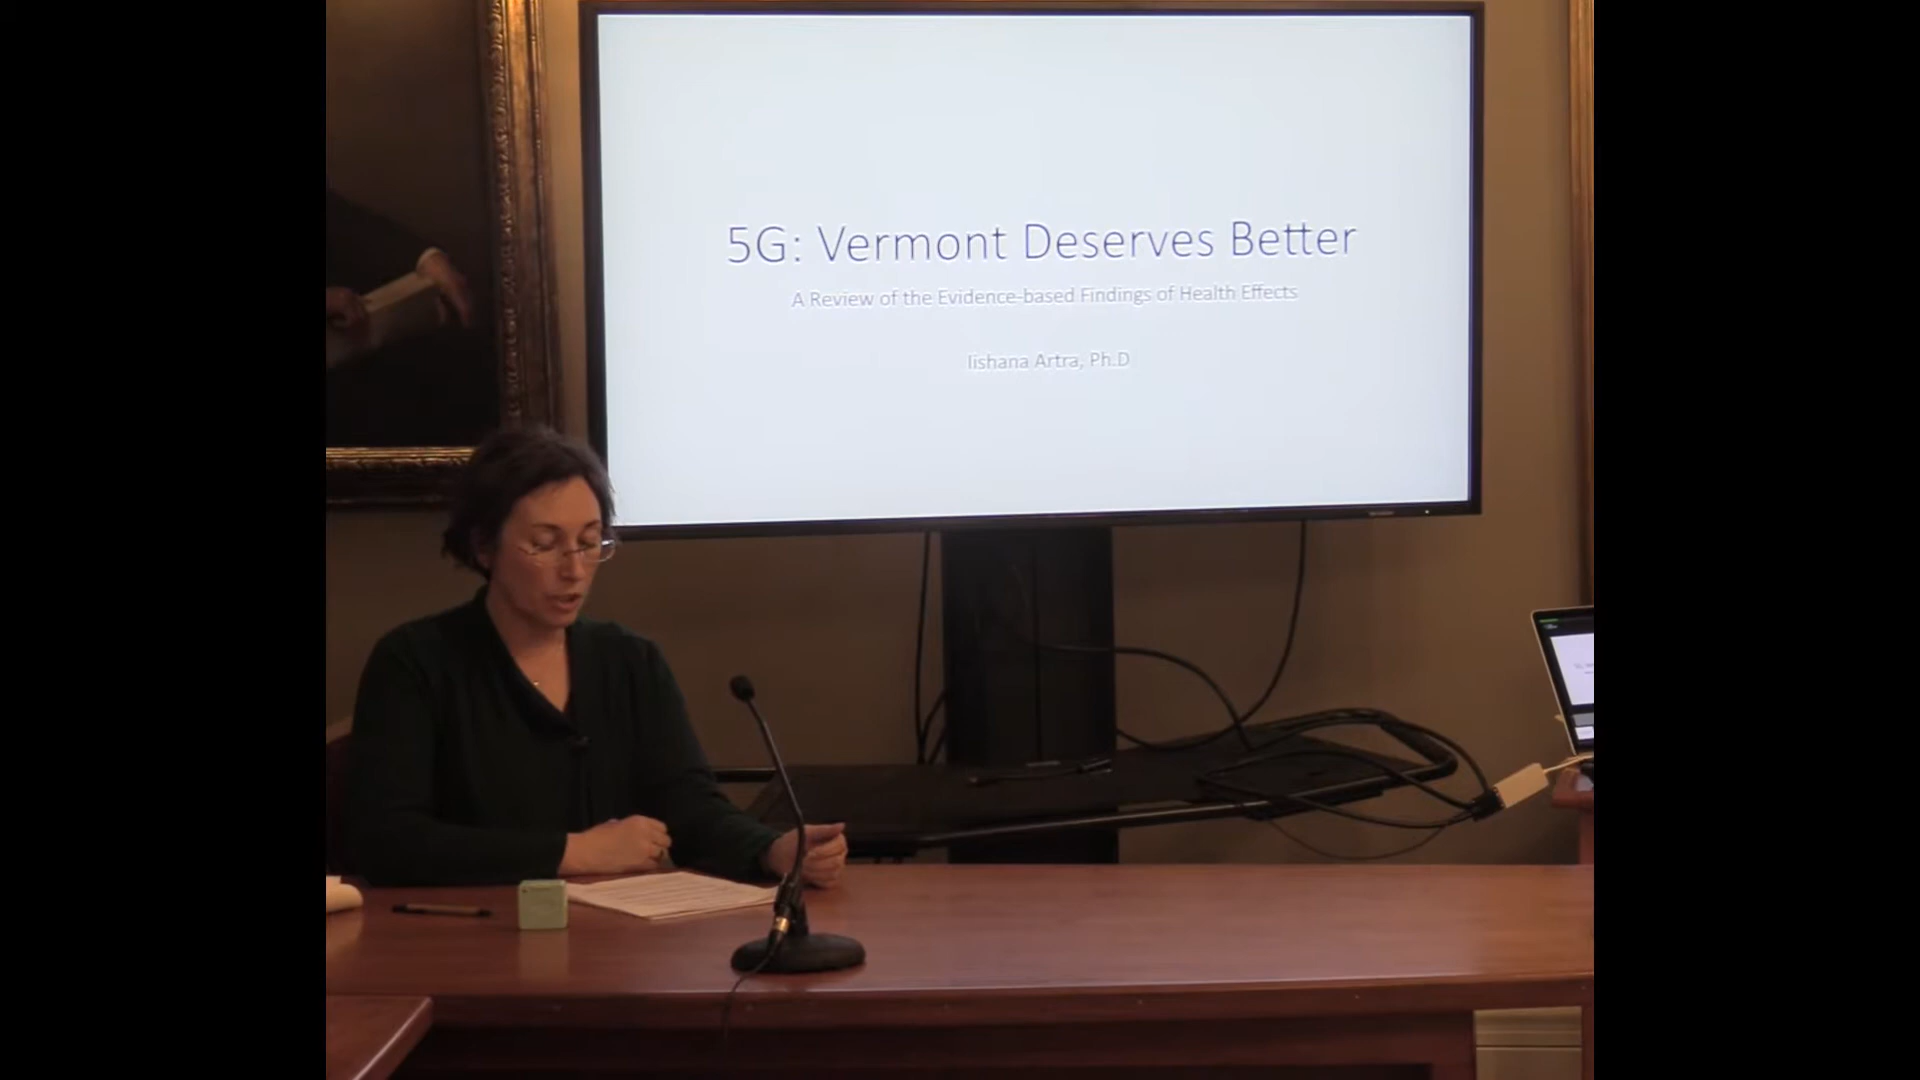 5G: Vermont Deserves Better
A Review of the Evidence-based Findings of Health Effects
Iishana Artra, Ph.D